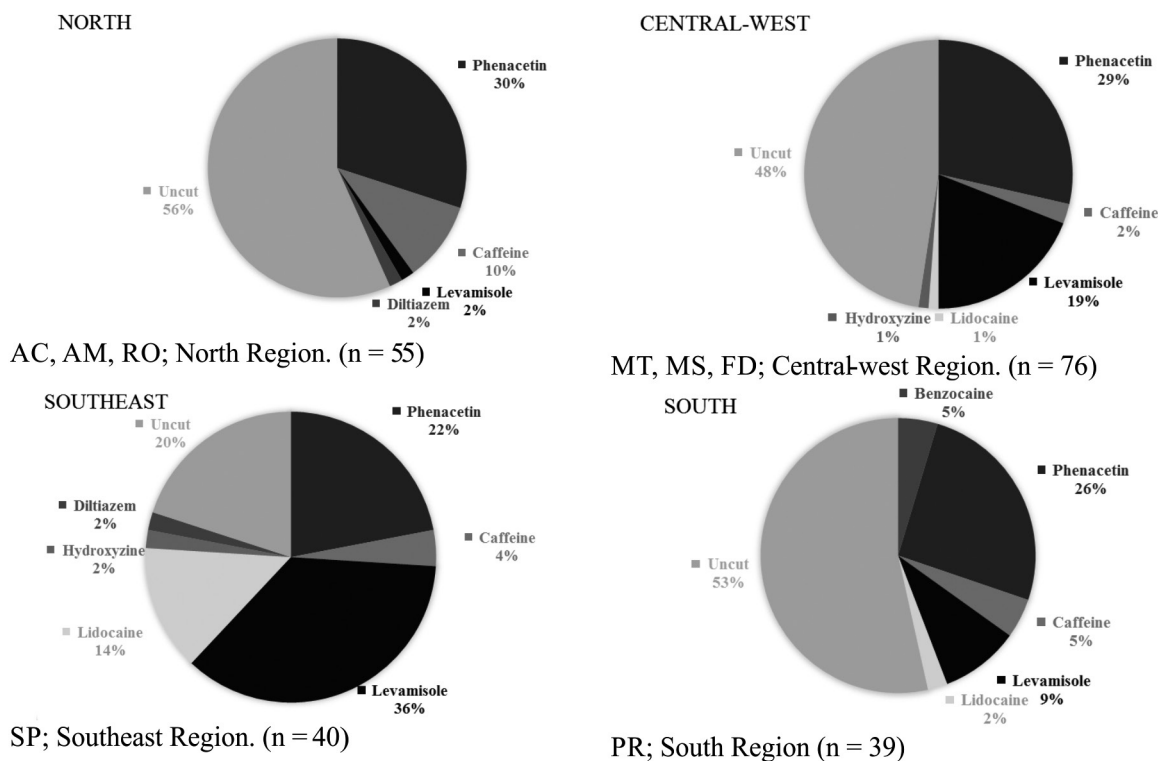 NORTH
Phenacetin
30%
Uncut
56%
Caffeine
10%
Levamisole
2%
Diltiazem
2%
AC, AM, RO; North Region. (n = 55)
CENTRAL-WEST
Phenacetin
29%
Uncut
48%
Caffeine
2%
Levamisole
19%
Hydroxyzine
1%
Lidocaine
1%
MT, MS, FD; Central-west Region. (n = 76)
SOUTHEAST
Uncut
20%
Phenacetin
22%
Diltiazem
2%
Caffeine
4%
Hydroxyzine
2%
Lidocaine
14%
Levamisole
36%
SP; Southeast Region. (n = 40)
SOUTH
Benzocaine
5%
Phenacetin
26%
Uncut
53%
Caffeine
5%
Levamisole
9%
Lidocaine
2%
PR; South Region (n = 39)